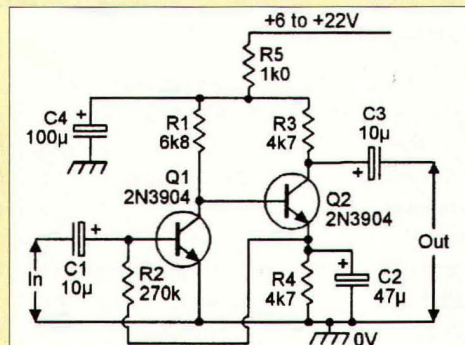 +6 to +22V
R5
1k0
C4
100µ
+
R1
6k8
R3
4k7
C3
10µ
+
Q1
2N3904
Q2
2N3904
In
C1
10µ
+
R2
270k
R4
4k7
+
C2
47µ
Out
0V